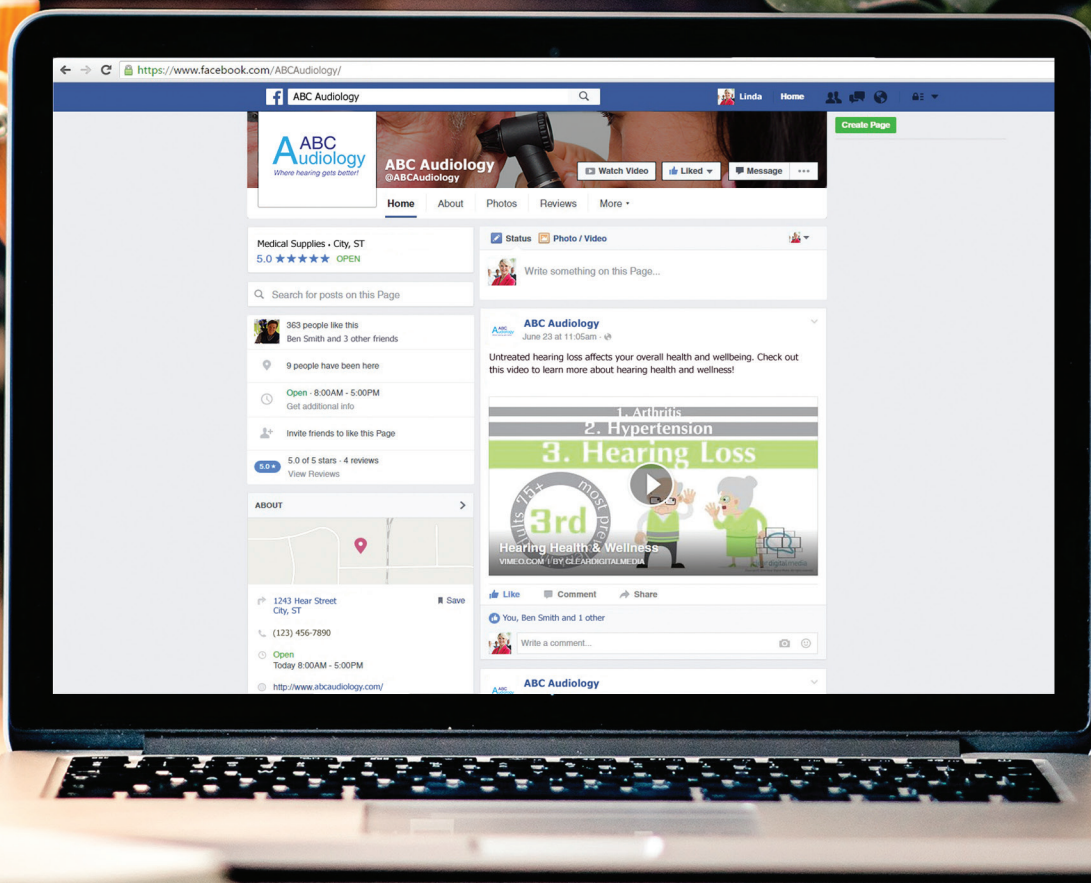 https://www.facebook.com/ABCAudiology/
ABC Audiology
Linda
Home
Create Page
ABC
Audiology
Where hearing gets better!
ABC Audiology
@ABCAudiology
Watch Video
Liked
Message
Home
About
Photos
Reviews
More
Medical Supplies • City, ST
5.0 ★★★★★ OPEN
Search for posts on this Page
363 people like this
Ben Smith and 3 other friends
9 people have been here
Open · 8:00AM - 5:00PM
Get additional info
Invite friends to like this Page
5.0 ★
5.0 of 5 stars · 4 reviews
View Reviews
ABOUT
1243 Hear Street
City, ST
Save
(123) 456-7890
Open
Today 8:00AM - 5:00PM
http://www.abcaudiology.com/
Status
Photo / Video
Write something on this Page...
ABC Audiology
June 23 at 11:05am ·
Untreated hearing loss affects your overall health and wellbeing. Check out
this video to learn more about hearing health and wellness!
1. Arthritis
2. Hypertension
3. Hearing Loss
75+ most
3rd
Hearing Health & Wellness
VIMEO.COM | BY CLEARDIGITALMEDIA
digitalmedia
Like
Comment
Share
You, Ben Smith and 1 other
Write a comment...
ABC Audiology